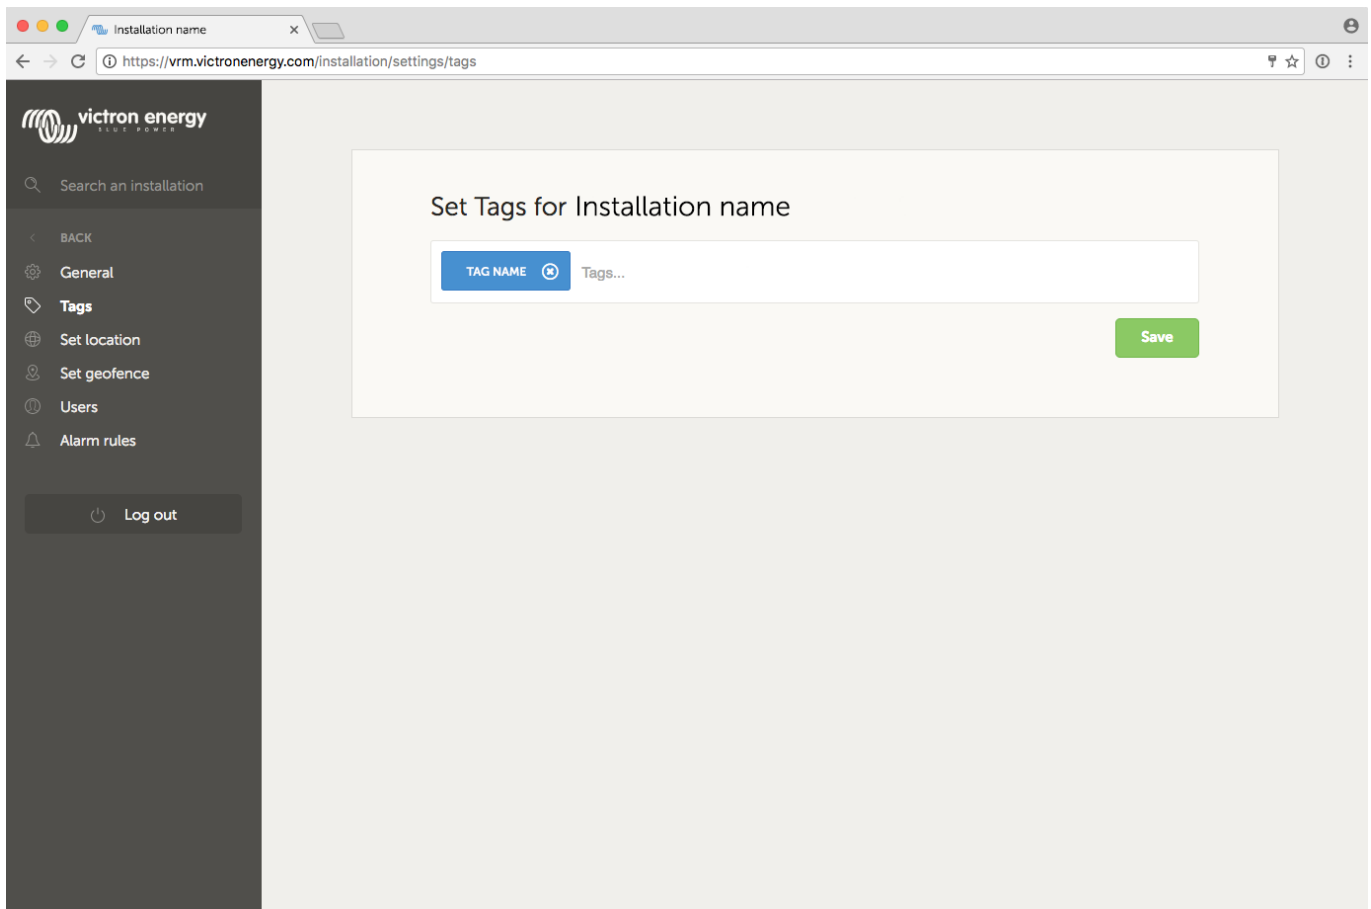 Installation name
https://vrm.victronenergy.com/installation/settings/tags
victron energy
BLUE POWER
Search an installation
BACK
General
Tags
Set location
Set geofence
Users
Alarm rules
Log out
Set Tags for Installation name
TAG NAME Tags...
Save